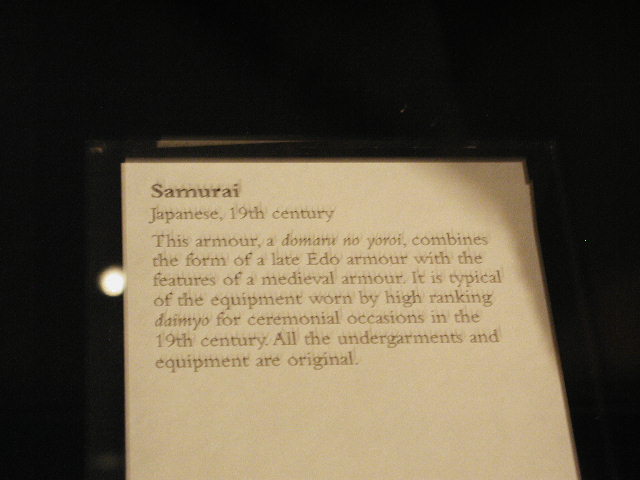 Samurai
Japanese, 19th century
This armour, a domaru no yoroi, combines
the form of a late Edo armour with the
features of a medieval armour. It is typical
of the equipment worn by high ranking
daimyo for ceremonial occasions in the
19th century. All the undergarments and
equipment are original.